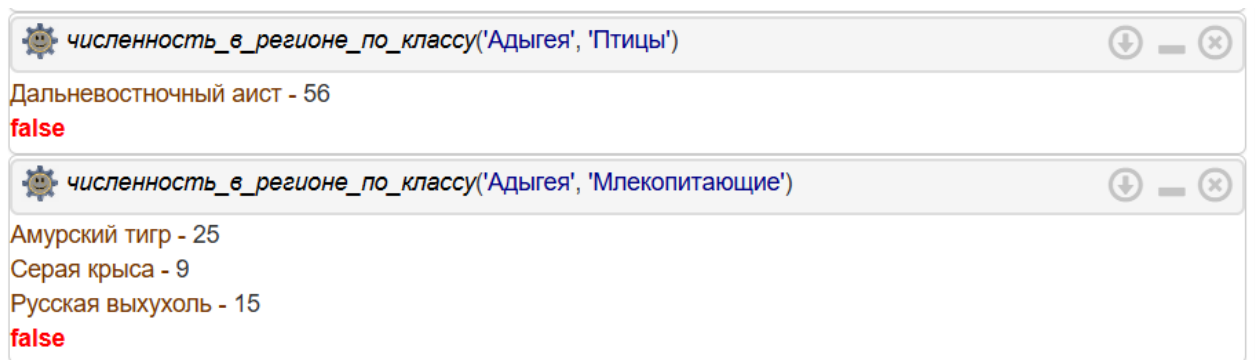 численность_в_регионе_по_классу('Адыгея', 'Птицы')
Дальневостночный аист - 56
false
численность_в_регионе_по_классу('Адыгея', 'Млекопитающие')
Амурский тигр - 25
Серая крыса - 9
Русская выхухоль - 15
false